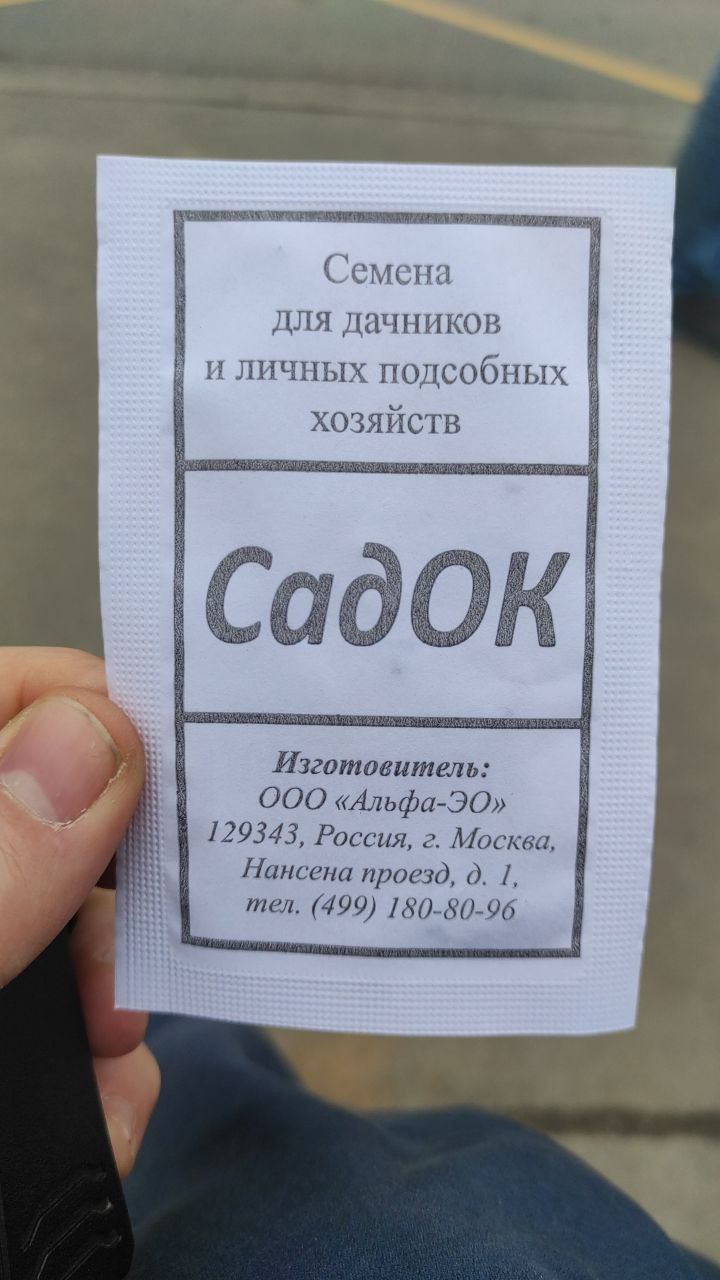 Семена
для дачников
и личных подсобных
хозяйств
СадОК
Изготовитель:
ООО «Альфа-ЭО»
129343, Россия, г. Москва,
Нансена проезд, д. 1,
тел. (499) 180-80-96